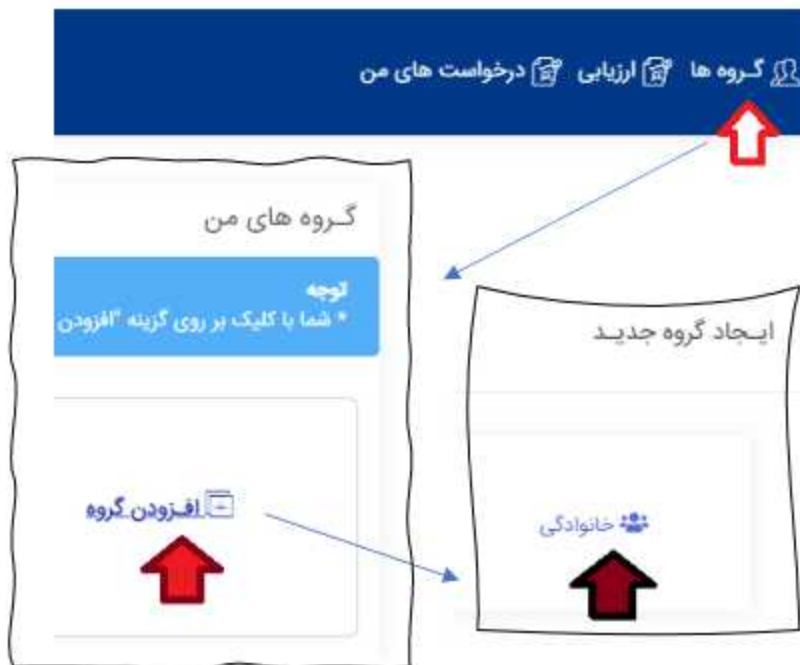 گروه ها ارزیابی درخواست های من
گروه های من
توجه
* شما با کلیک بر روی گزینه "افزودن
افزودن گروه
ایجاد گروه جدید
خانوادگی